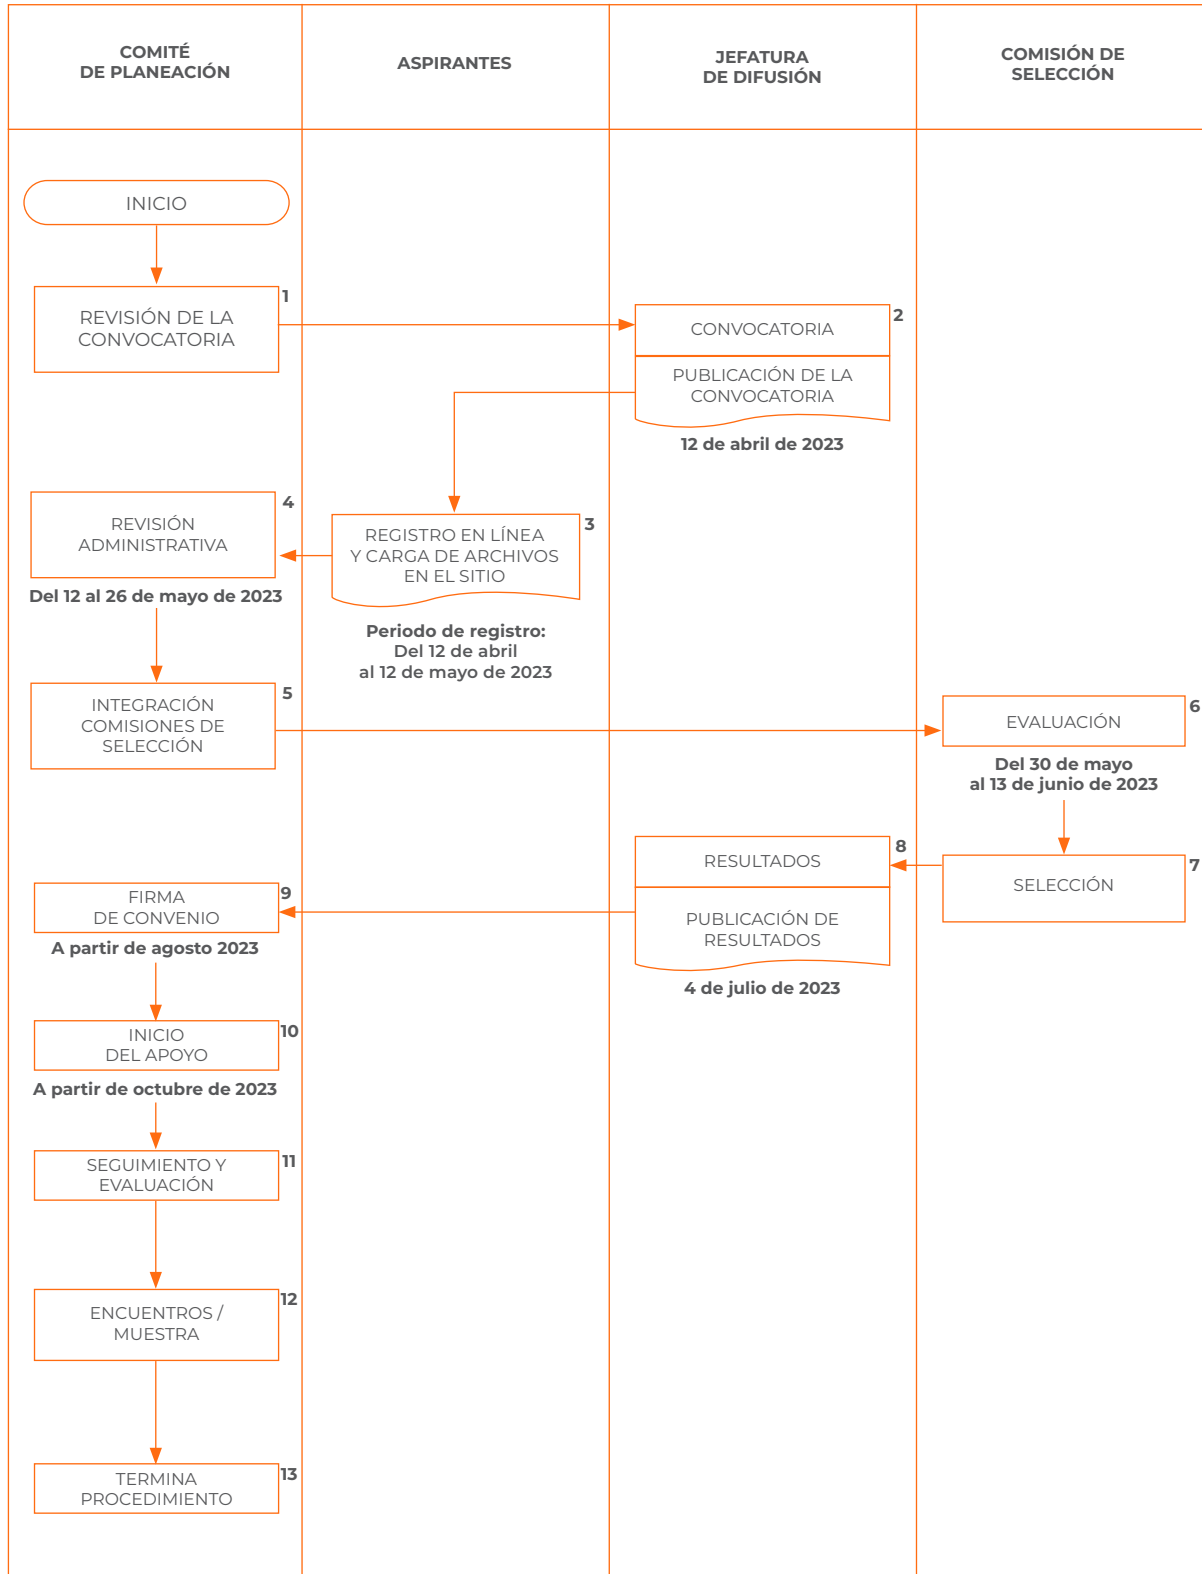 COMITÉ
DE PLANEACIÓN
ASPIRANTES
JEFATURA
DE DIFUSIÓN
COMISIÓN DE
SELECCIÓN
INICIO
1
REVISIÓN DE LA
CONVOCATORIA
2
CONVOCATORIA
PUBLICACIÓN DE LA
CONVOCATORIA
12 de abril de 2023
3
REGISTRO EN LÍNEA
Y CARGA DE ARCHIVOS
EN EL SITIO
Periodo de registro:
Del 12 de abril
al 12 de mayo de 2023
4
REVISIÓN
ADMINISTRATIVA
Del 12 al 26 de mayo de 2023
5
INTEGRACIÓN
COMISIONES DE
SELECCIÓN
6
EVALUACIÓN
Del 30 de mayo
al 13 de junio de 2023
7
SELECCIÓN
8
RESULTADOS
PUBLICACIÓN DE
RESULTADOS
4 de julio de 2023
9
FIRMA
DE CONVENIO
A partir de agosto 2023
10
INICIO
DEL APOYO
A partir de octubre de 2023
11
SEGUIMIENTO Y
EVALUACIÓN
12
ENCUENTROS /
MUESTRA
13
TERMINA
PROCEDIMIENTO